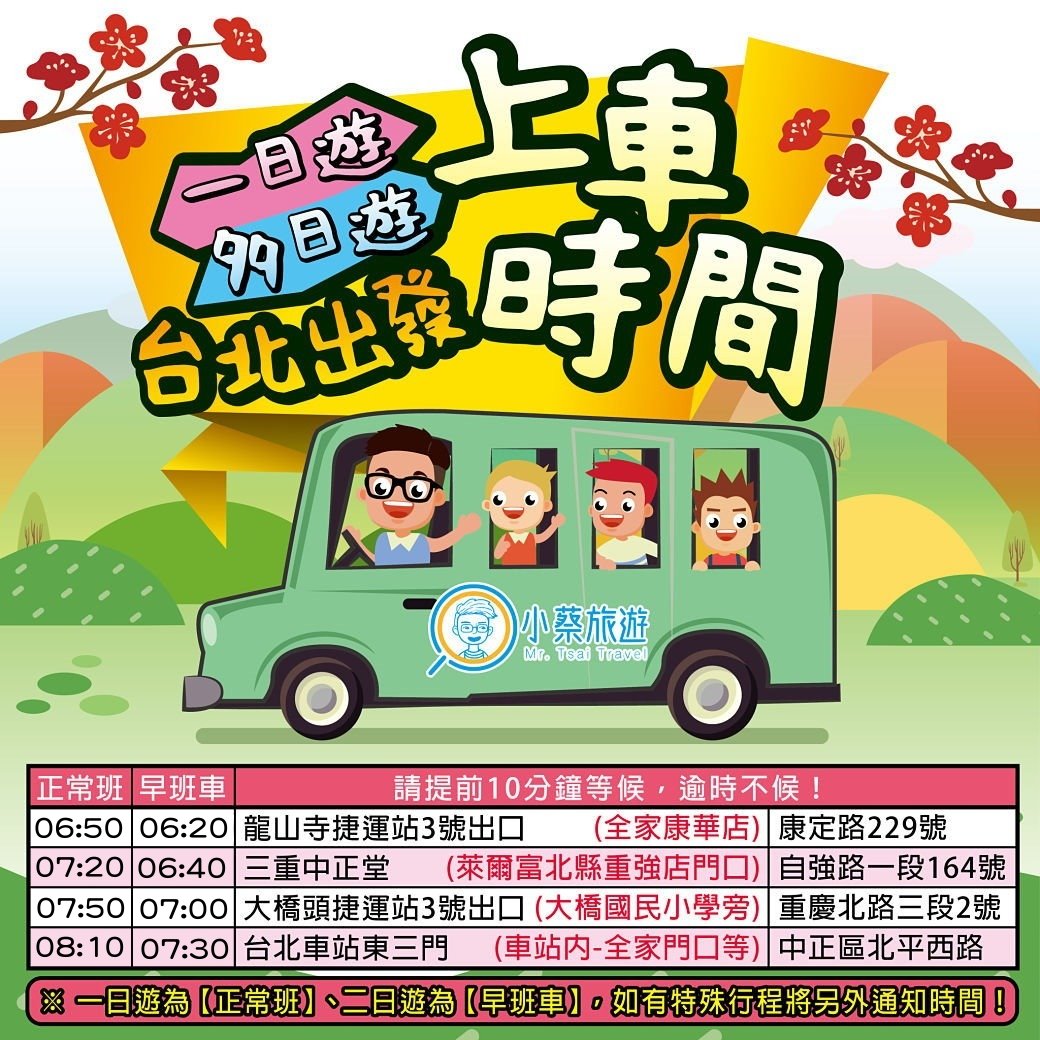 一日遊
多日遊
台北出發
上車
時間
小蔡旅遊
Mr. Tsai Travel
正常班 早班車 請提前10分鐘等候，逾時不候！
06:50 06:20 龍山寺捷運站3號出口 (全家康華店) 康定路229號
07:20 06:40 三重中正堂 (萊爾富北縣重強店門口) 自強路一段164號
07:50 07:00 大橋頭捷運站3號出口 (大橋國民小學旁) 重慶北路三段2號
08:10 07:30 台北車站東三門 (車站內-全家門口等) 中正區北平西路
※ 一日遊為【正常班】、二日遊為【早班車】，如有特殊行程將另外通知時間！